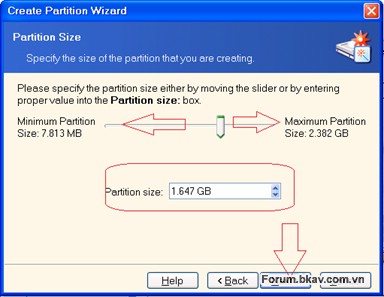 Create Partition Wizard
Partition Size
Specify the size of the partition that you are creating.
Please specify the partition size either by moving the slider or by entering
proper value into the Partition size: box.
Minimum Partition
Size: 7.813 MB
Maximum Partition
Size: 2.382 GB
Partition size: 1.647 GB
Help
< Back
Forum.bkav.com.vn